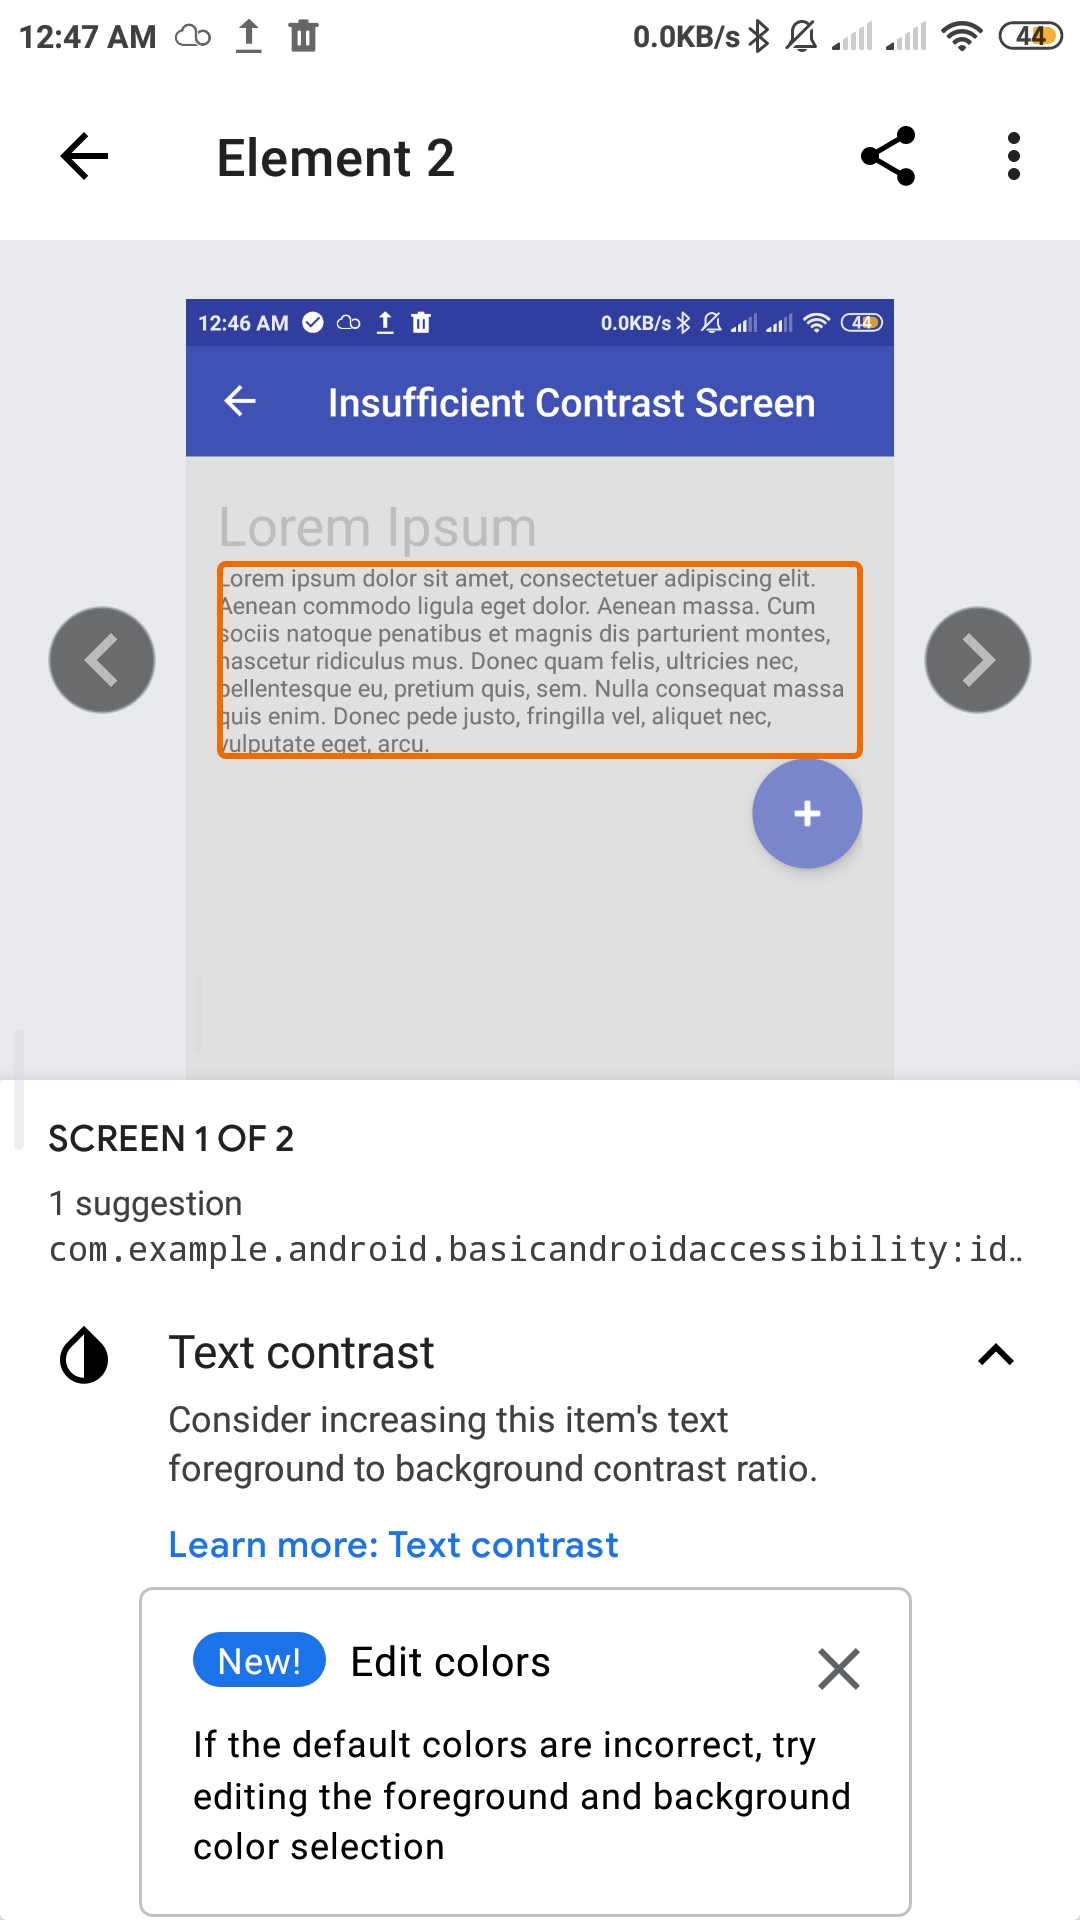 12:47 AM 0.0KB/s 44
Element 2
12:46 AM 0.0KB/s 44
Insufficient Contrast Screen
Lorem Ipsum
Lorem ipsum dolor sit amet, consectetuer adipiscing elit.
Aenean commodo ligula eget dolor. Aenean massa. Cum
sociis natoque penatibus et magnis dis parturient montes,
nascetur ridiculus mus. Donec quam felis, ultricies nec,
pellentesque eu, pretium quis, sem. Nulla consequat massa
quis enim. Donec pede justo, fringilla vel, aliquet nec,
vulputate eget, arcu.
SCREEN 1 OF 2
1 suggestion
com.example.android.basicandroidaccessibility:id…
Text contrast
Consider increasing this item's text
foreground to background contrast ratio.
Learn more: Text contrast
New! Edit colors
If the default colors are incorrect, try
editing the foreground and background
color selection